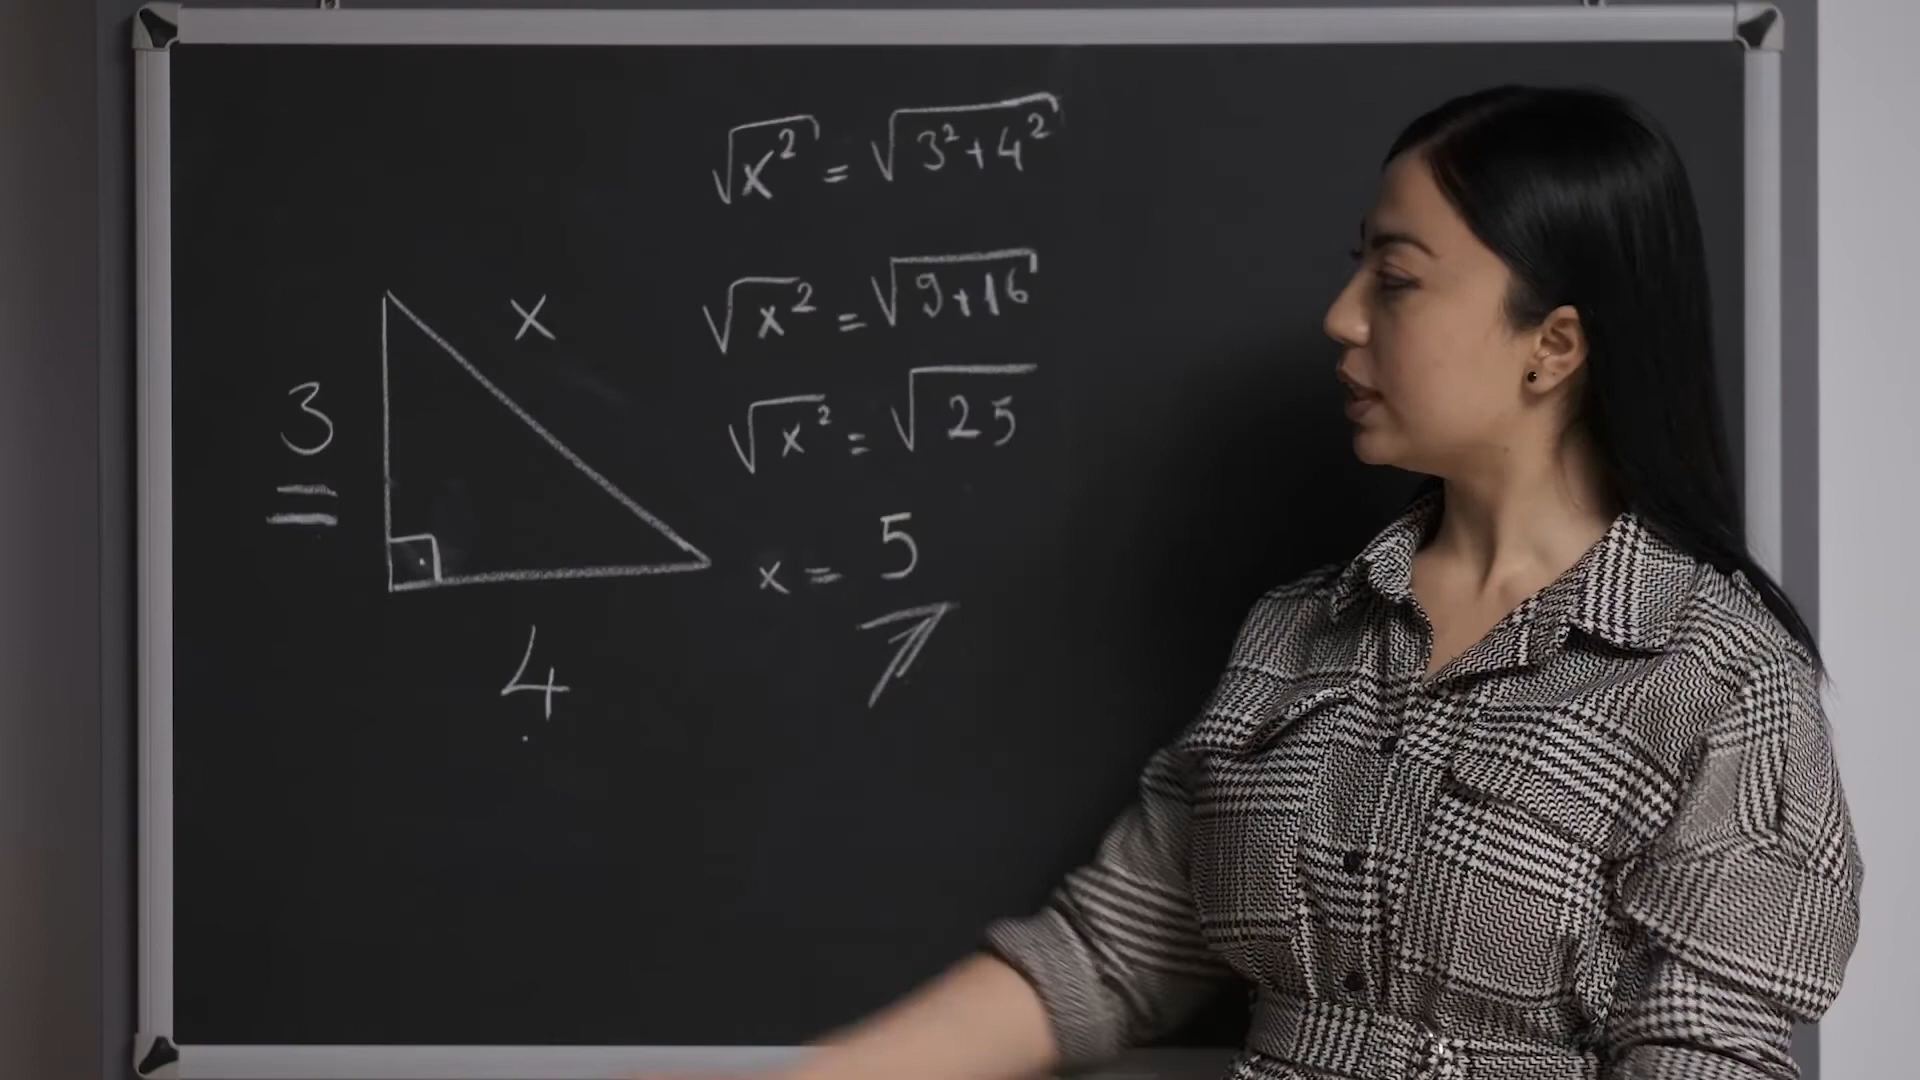 √x² = √3²+4²
√x² = √9+16
x
√x² = √25
3
x = 5
4